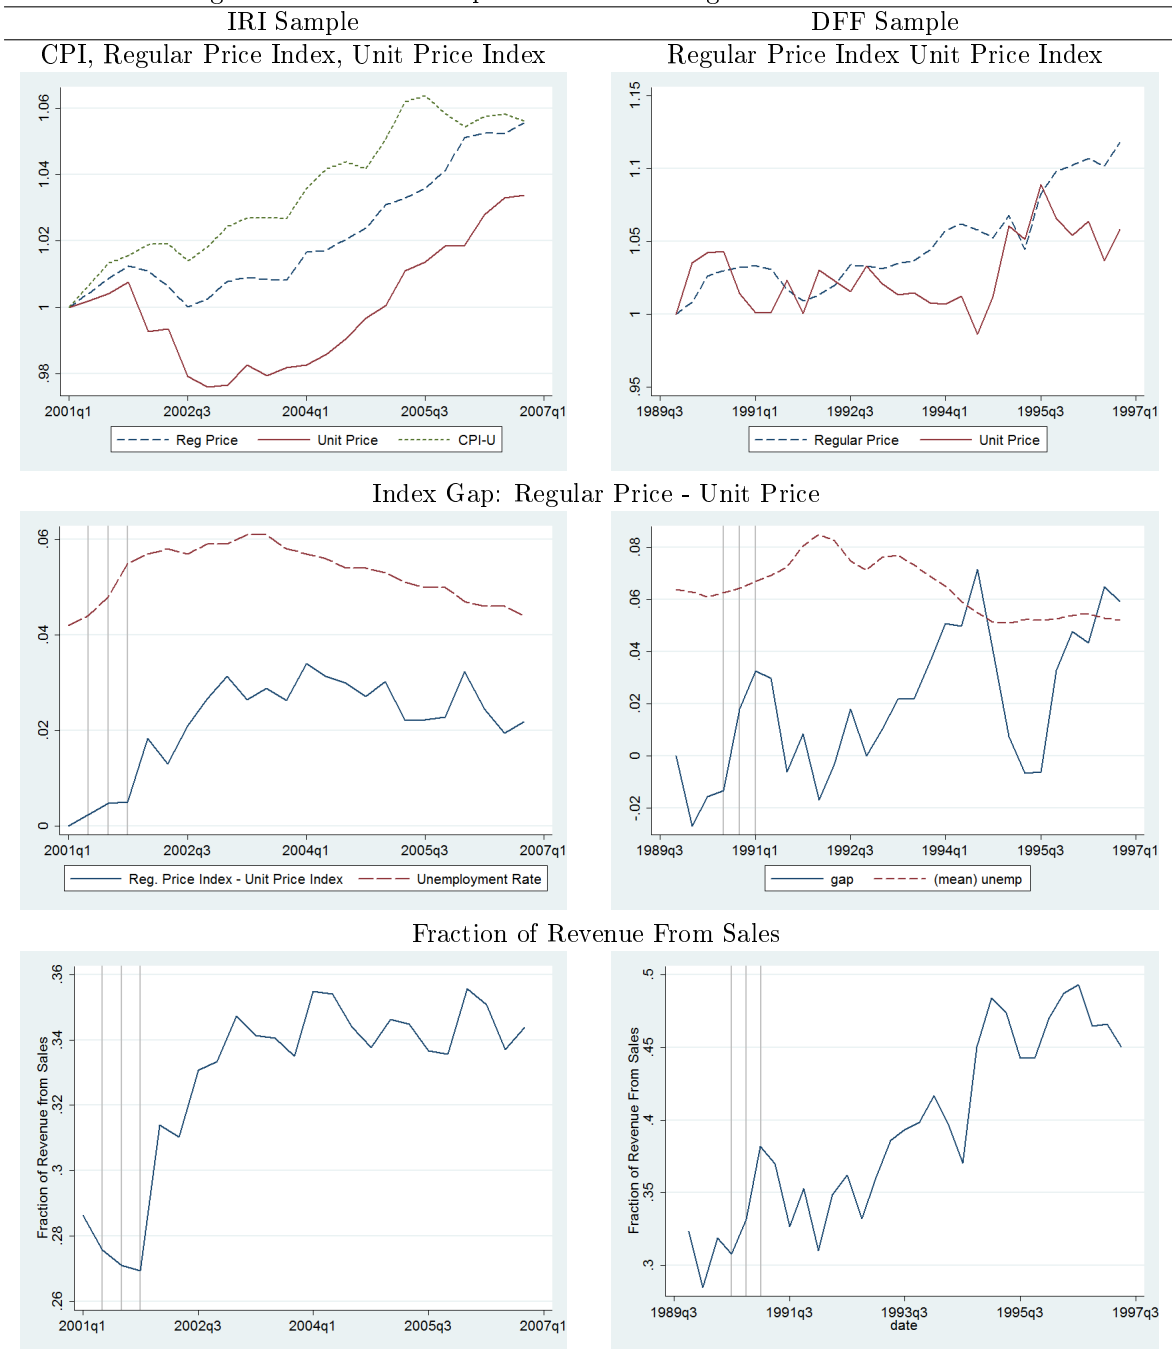 IRI Sample
DFF Sample
CPI, Regular Price Index, Unit Price Index
Regular Price Index Unit Price Index
1.06
1.04
1.02
1
.98
2001q1 2002q3 2004q1 2005q3 2007q1
Reg Price Unit Price CPI-U
1.15
1.1
1.05
1
.95
1989q3 1991q1 1992q3 1994q1 1995q3 1997q1
Regular Price Unit Price
Index Gap: Regular Price - Unit Price
.06
.04
.02
0
2001q1 2002q3 2004q1 2005q3 2007q1
Reg. Price Index - Unit Price Index Unemployment Rate
.08
.06
.04
.02
0
-.02
1989q3 1991q1 1992q3 1994q1 1995q3 1997q1
gap (mean) unemp
Fraction of Revenue From Sales
Fraction of Revenue from Sales
.36
.34
.32
.3
.28
.26
2001q1 2002q3 2004q1 2005q3 2007q1
Fraction of Revenue From Sales
.5
.45
.4
.35
.3
1989q3 1991q3 1993q3 1995q3 1997q3
date